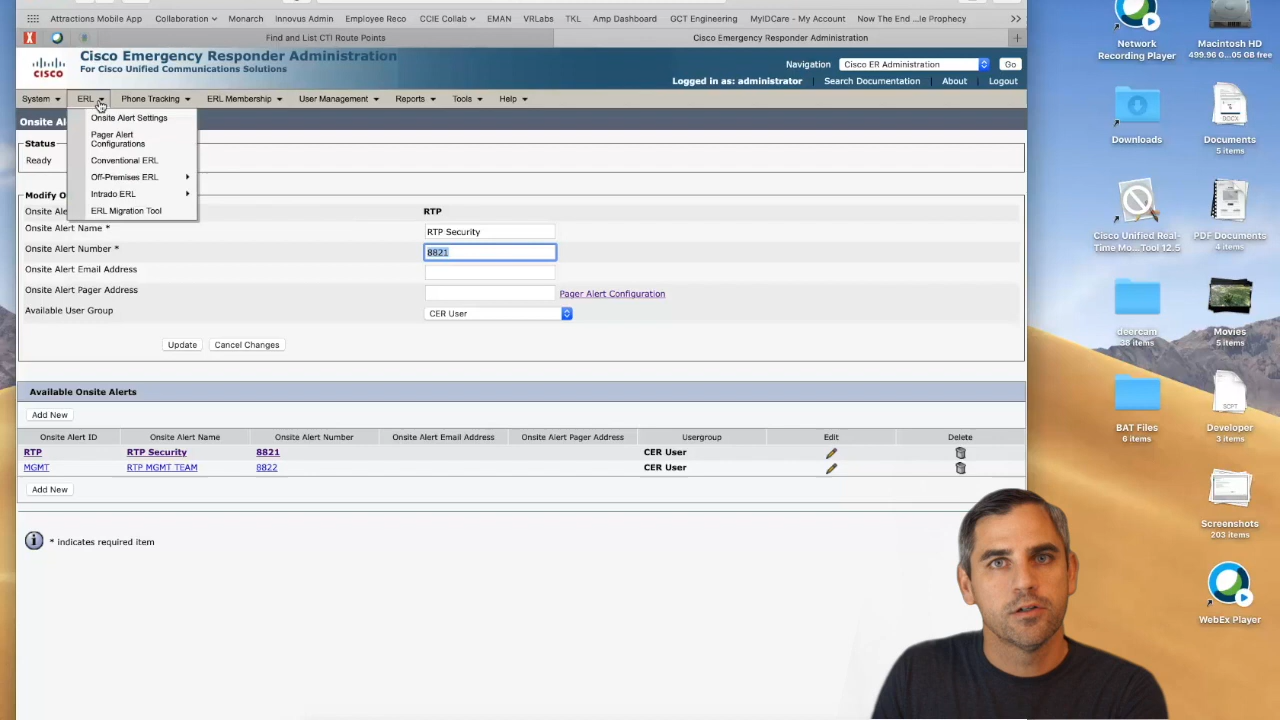 Attractions Mobile App
Collaboration
Monarch
Innovus Admin
Employee Reco
CCIE Collab
EMAN
VRLabs
TKL
Amp Dashboard
GCT Engineering
MyIDCare - My Account
Now The End ...le Prophecy
Find and List CTI Route Points
Cisco Emergency Responder Administration
CISCO
Cisco Emergency Responder Administration
For Cisco Unified Communications Solutions
Navigation
Cisco ER Administration
Go
Logged in as: administrator
Search Documentation
About
Logout
System
ERL
Phone Tracking
ERL Membership
User Management
Reports
Tools
Help
Onsite Alert Settings
Pager Alert
Configurations
Conventional ERL
Off-Premises ERL
Intrado ERL
ERL Migration Tool
Onsite Al
Status
Ready
Modify O
Onsite Ale
RTP
Onsite Alert Name *
RTP Security
Onsite Alert Number *
8821
Onsite Alert Email Address
Onsite Alert Pager Address
Pager Alert Configuration
Available User Group
CER User
Update
Cancel Changes
Available Onsite Alerts
Add New
Onsite Alert ID
Onsite Alert Name
Onsite Alert Number
Onsite Alert Email Address
Onsite Alert Pager Address
Usergroup
Edit
Delete
RTP
RTP Security
8821
CER User
MGMT
RTP MGMT TEAM
8822
CER User
Add New
* indicates required item
Network
Recording Player
Macintosh HD
499.96 G...05 GB free
Downloads
DOCX
Documents
5 items
Cisco Unified Real-
Time Mo...Tool 12.5
PDF Documents
4 items
deercam
38 items
Movies
5 items
BAT Files
6 items
SCPT
Developer
3 items
Screenshots
203 items
WebEx Player